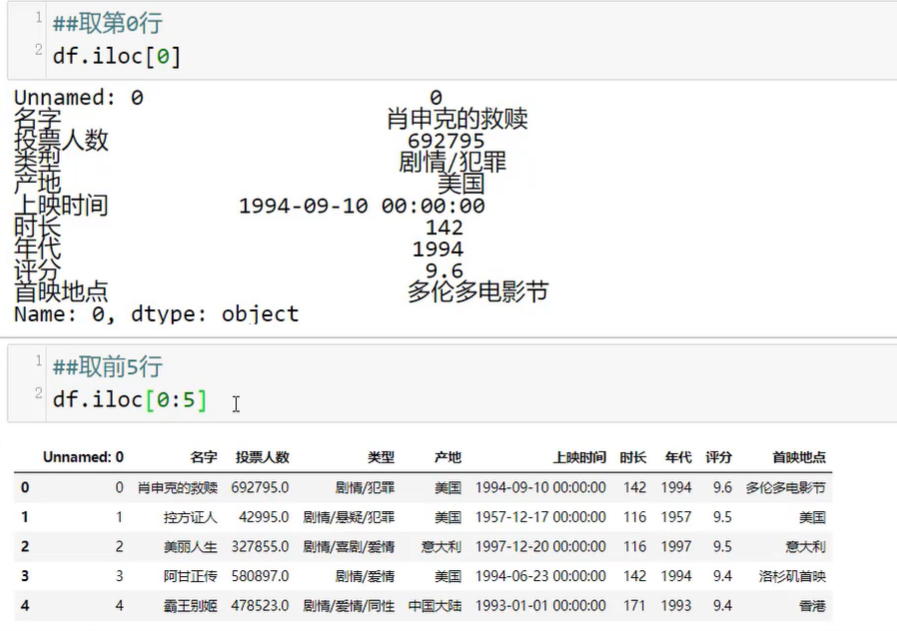 1 ##取第0行
2 df.iloc[0]
Unnamed: 0 0
名字 肖申克的救赎
投票人数 692795
类型 剧情/犯罪
产地 美国
上映时间 1994-09-10 00:00:00
时长 142
年代 1994
评分 9.6
首映地点 多伦多电影节
Name: 0, dtype: object
1 ##取前5行
2 df.iloc[0:5]
Unnamed: 0 名字 投票人数 类型 产地 上映时间 时长 年代 评分 首映地点
0 0 肖申克的救赎 692795.0 剧情/犯罪 美国 1994-09-10 00:00:00 142 1994 9.6 多伦多电影节
1 1 控方证人 42995.0 剧情/悬疑/犯罪 美国 1957-12-17 00:00:00 116 1957 9.5 美国
2 2 美丽人生 327855.0 剧情/喜剧/爱情 意大利 1997-12-20 00:00:00 116 1997 9.5 意大利
3 3 阿甘正传 580897.0 剧情/爱情 美国 1994-06-23 00:00:00 142 1994 9.4 洛杉矶首映
4 4 霸王别姬 478523.0 剧情/爱情/同性 中国大陆 1993-01-01 00:00:00 171 1993 9.4 香港